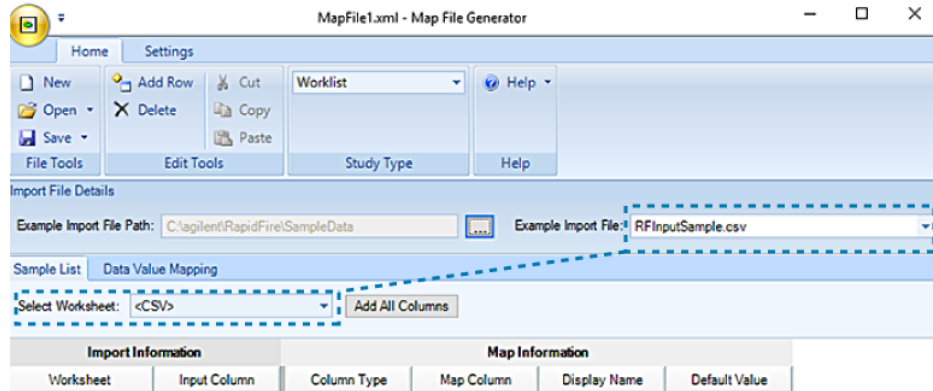 MapFile1.xml - Map File Generator
Home Settings
New Add Row Cut Worklist Help
Open Delete Copy
Save Paste
File Tools Edit Tools Study Type Help
Import File Details
Example Import File Path: C:\agilent\RapidFire\SampleData ... Example Import File: RFInputSample.csv
Sample List Data Value Mapping
Select Worksheet: <CSV> Add All Columns
Import Information Map Information
Worksheet Input Column Column Type Map Column Display Name Default Value